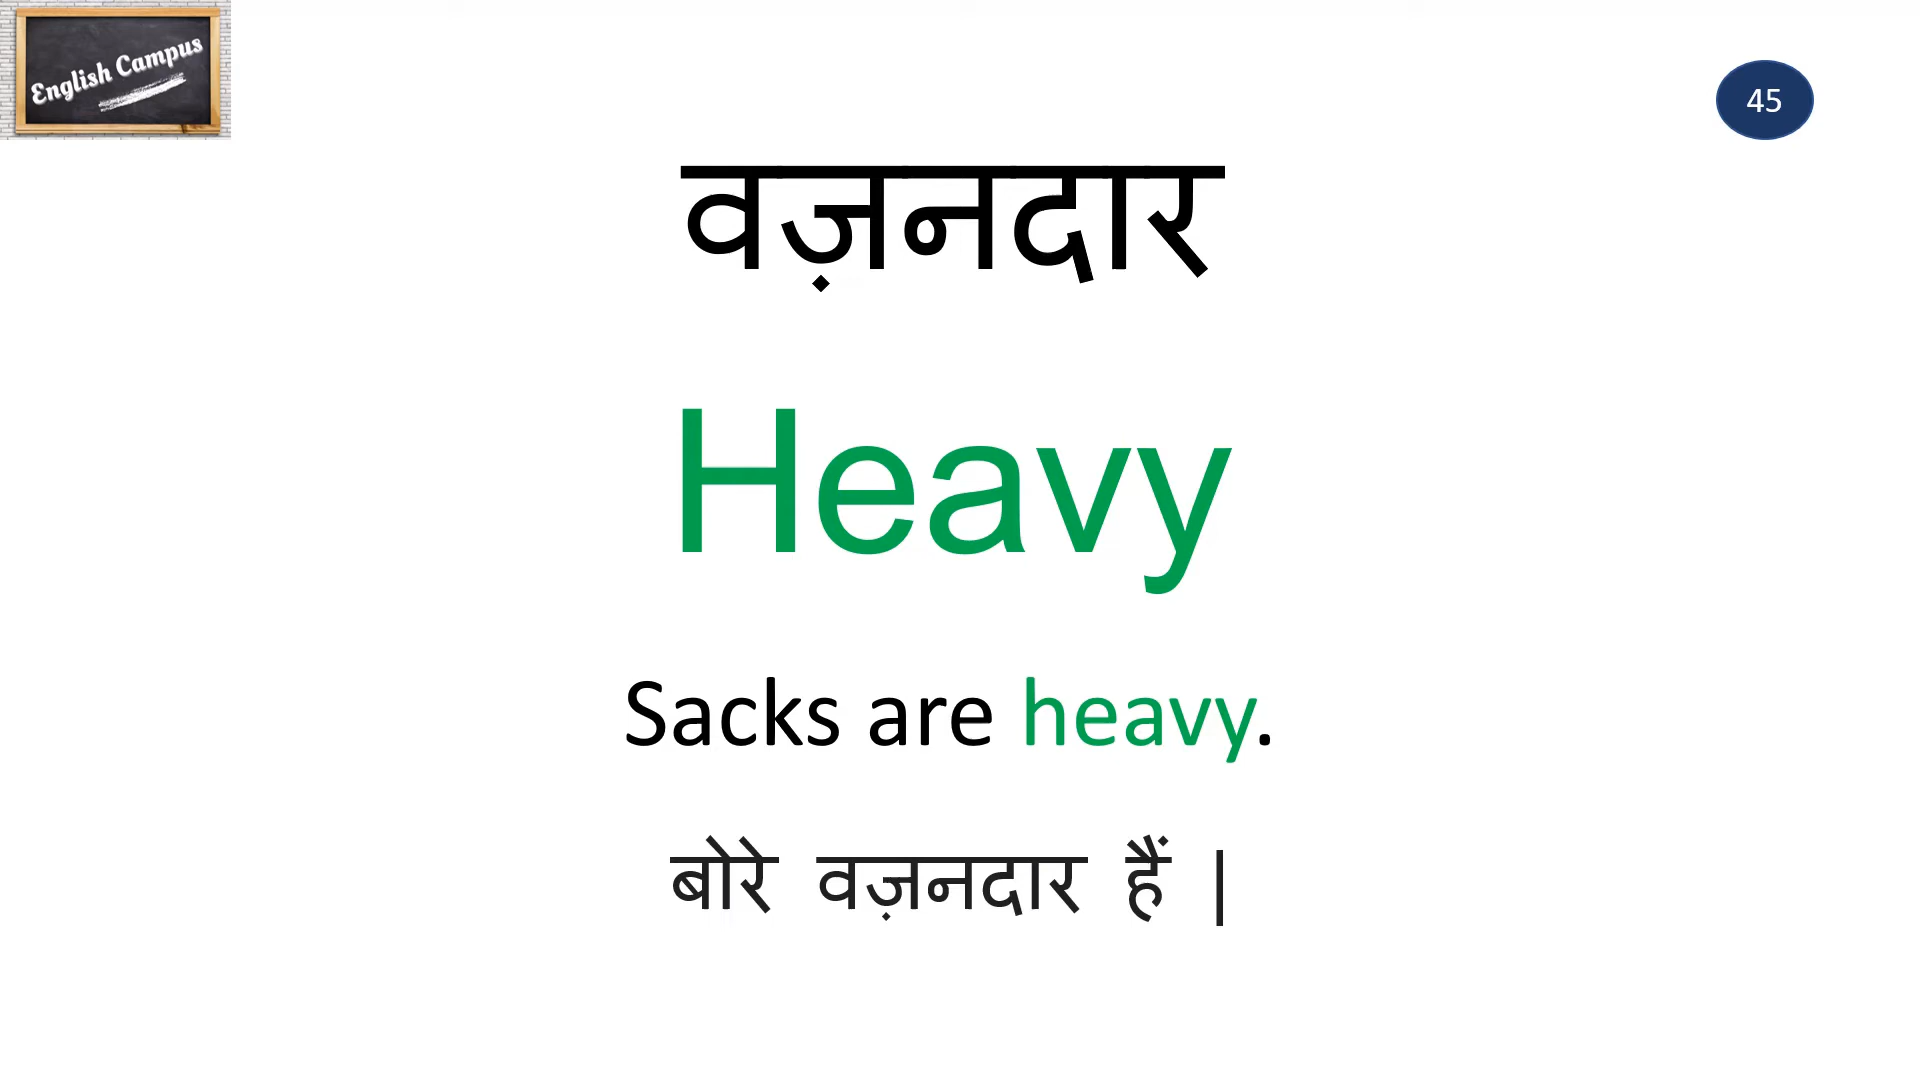 English Campus
45
वज़नदार
Heavy
Sacks are heavy.
बोरे वज़नदार हैं |